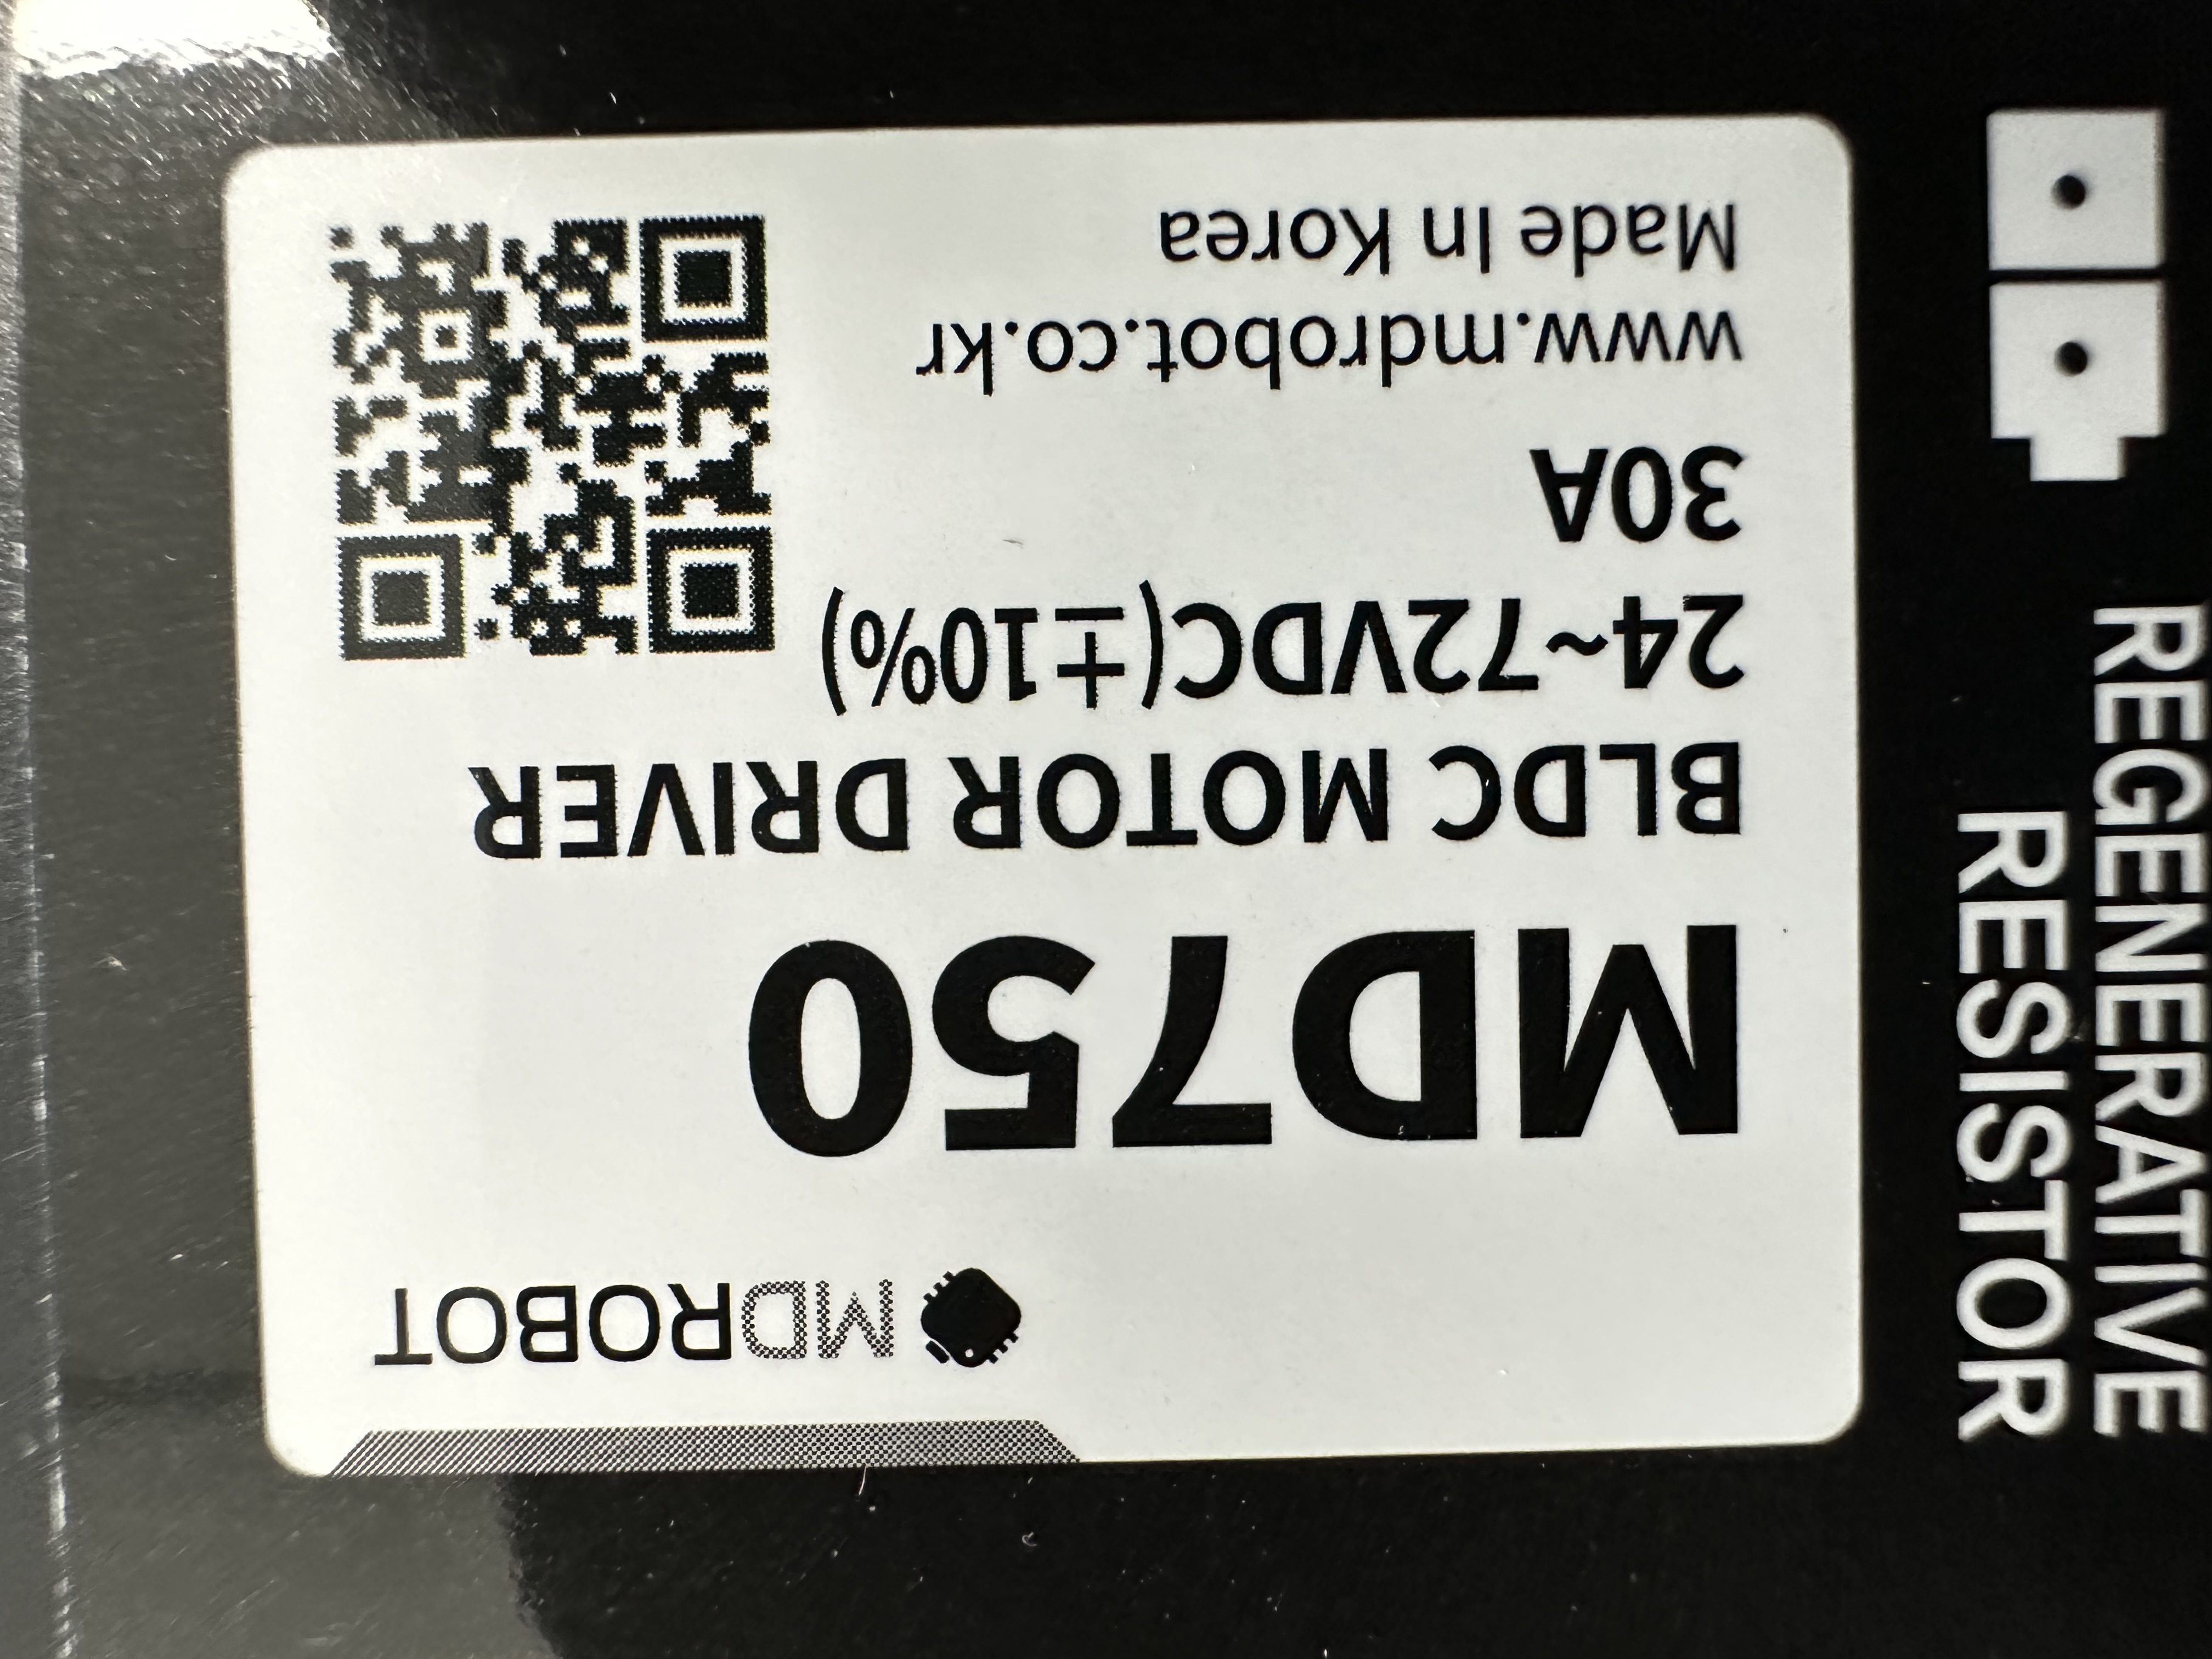 MDROBOT
MD750
BLDC MOTOR DRIVER
24~72VDC(±10%)
30A
www.mdrobot.co.kr
Made In Korea
REGENERATIVE
RESISTOR